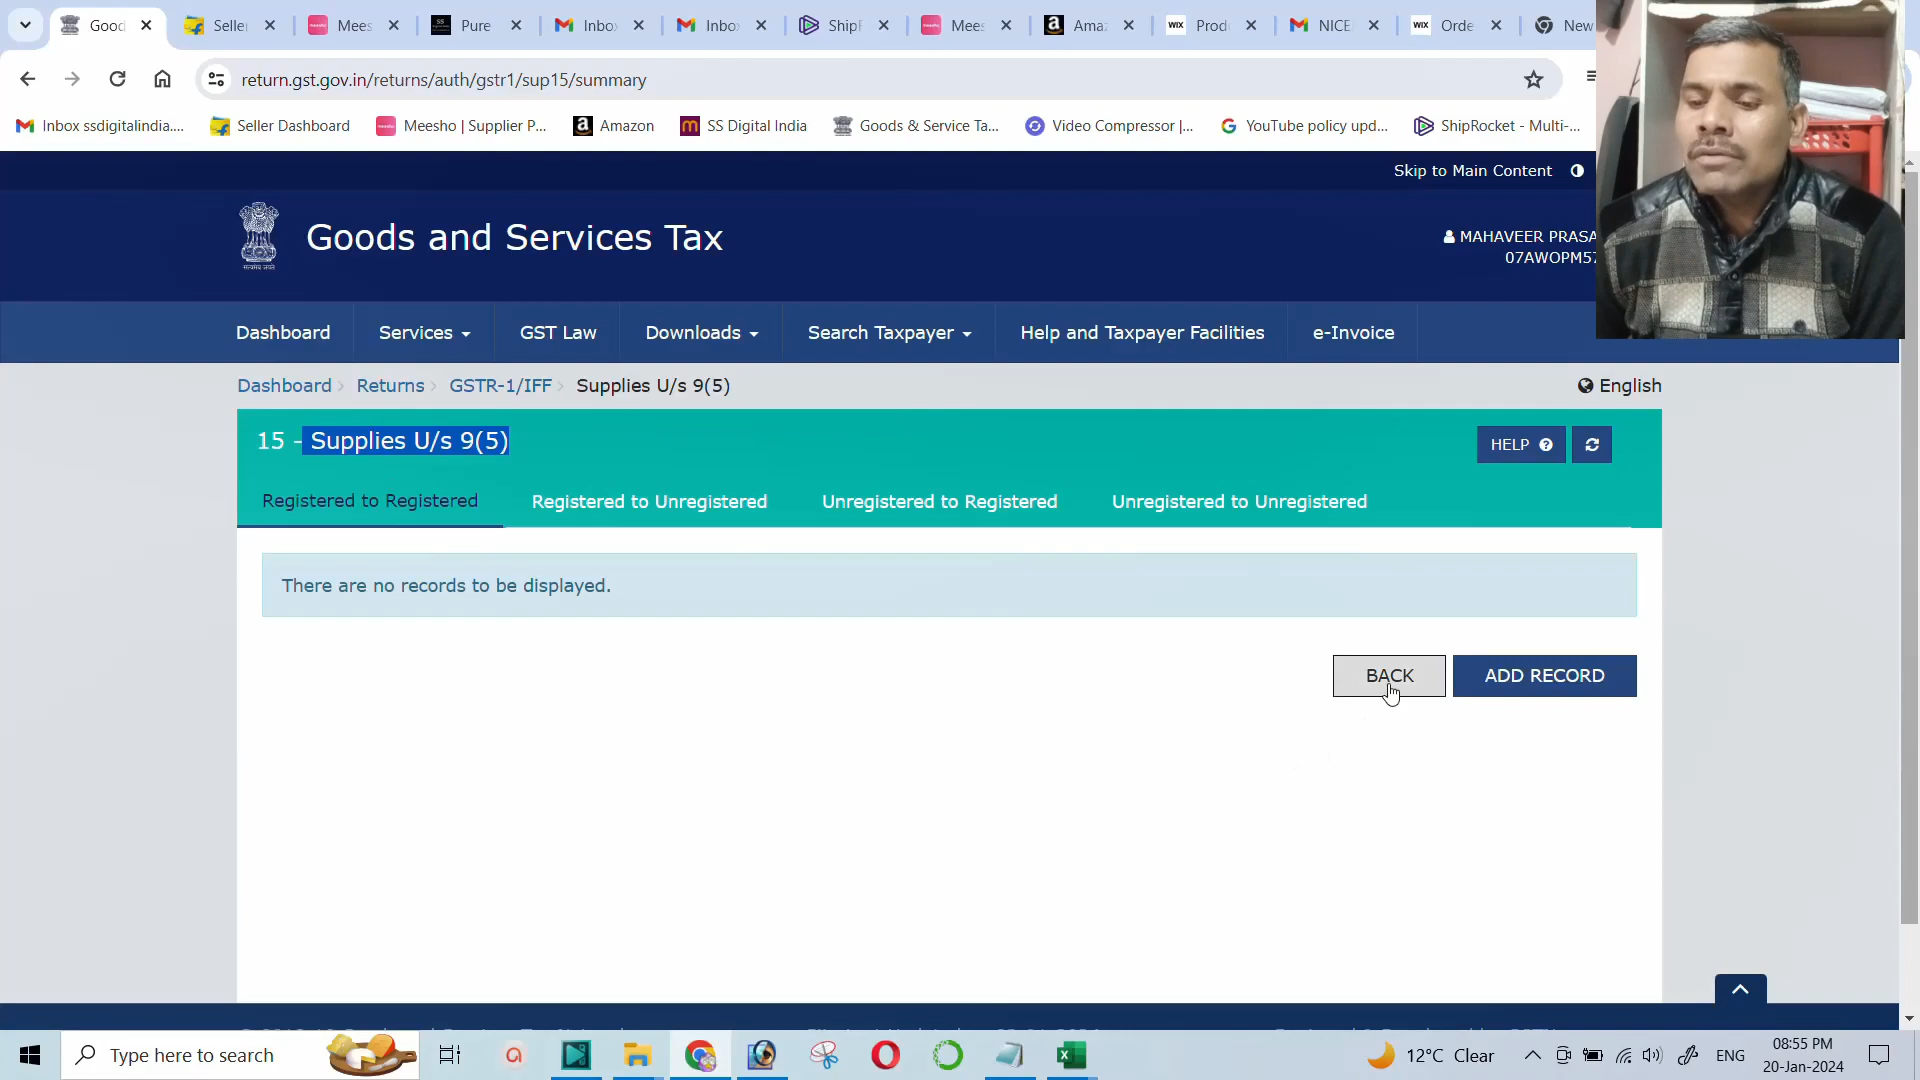 Good
Seller
Mees
Pure
Inbo
Inbo
ShipF
Mees
Ama
Prod
NICE
Orde
New
return.gst.gov.in/returns/auth/gstr1/sup15/summary
Inbox ssdigitalindia....
Seller Dashboard
Meesho | Supplier P...
Amazon
SS Digital India
Goods & Service Ta...
Video Compressor |...
YouTube policy upd...
ShipRocket - Multi-...
Skip to Main Content
Goods and Services Tax
MAHAVEER PRASA
07AWOPM57
Dashboard Services GST Law Downloads Search Taxpayer Help and Taxpayer Facilities e-Invoice
Dashboard Returns GSTR-1/IFF Supplies U/s 9(5)
English
15 - Supplies U/s 9(5)
HELP
Registered to Registered Registered to Unregistered Unregistered to Registered Unregistered to Unregistered
There are no records to be displayed.
BACK ADD RECORD
Type here to search
12°C Clear
ENG
08:55 PM
20-Jan-2024